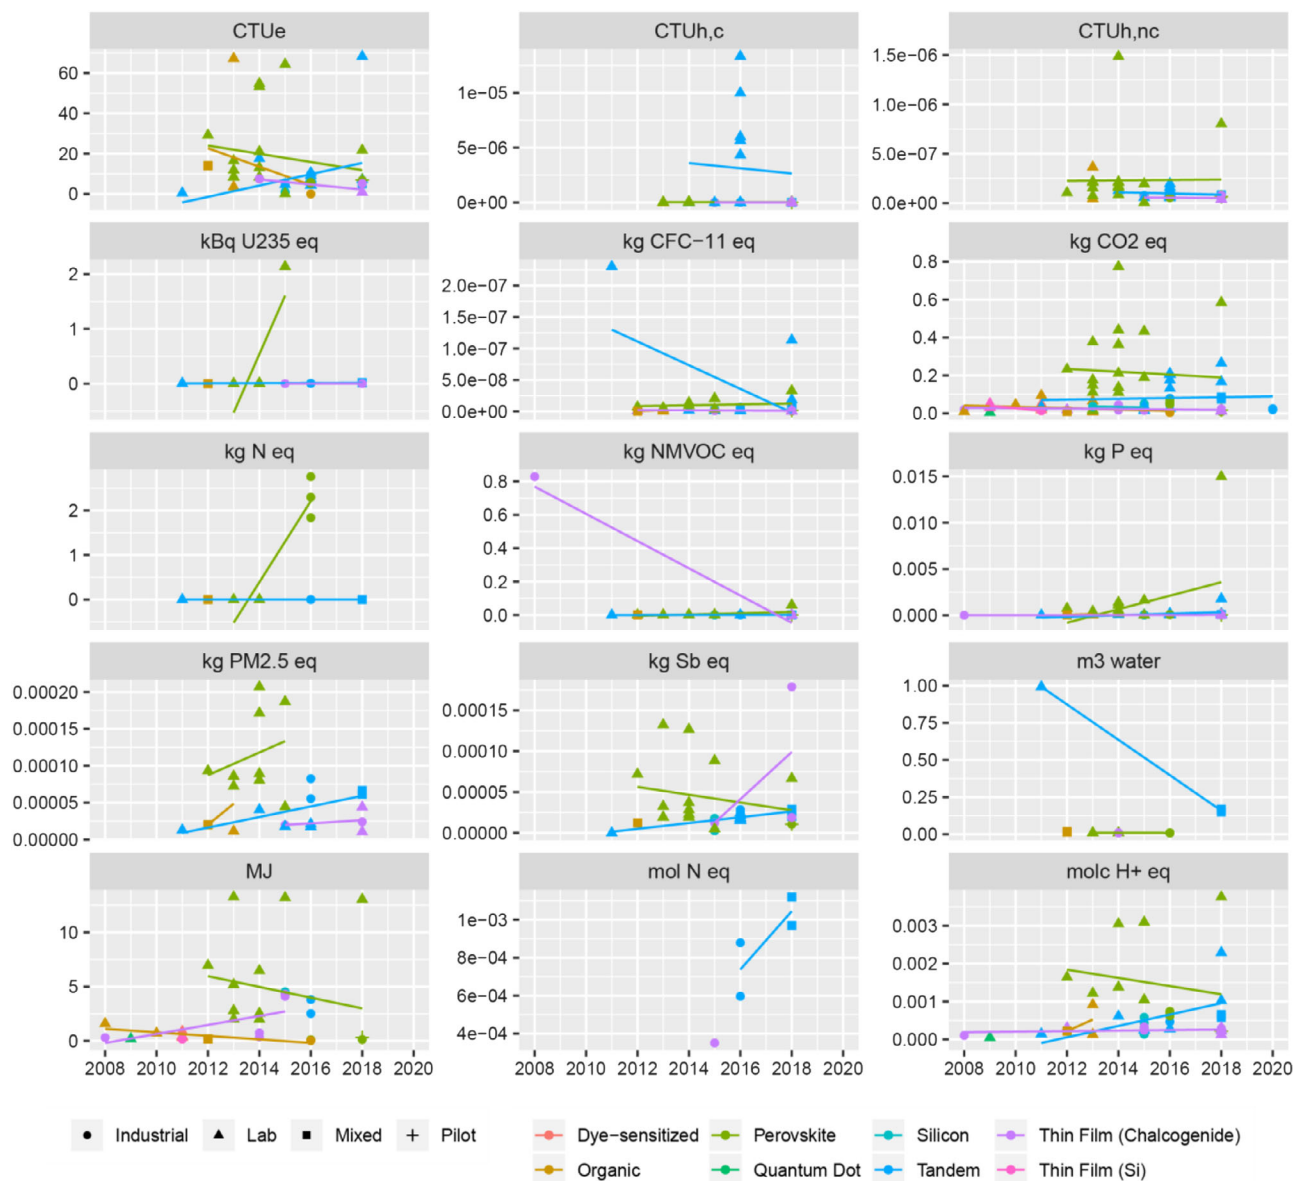 CTUe CTUh,c CTUh,nc
60
40
20
0
1e−05
5e−06
0e+00
1.5e−06
1.0e−06
5.0e−07
0.0e+00
kBq U235 eq kg CFC−11 eq kg CO2 eq
2
1
0
2.0e−07
1.5e−07
1.0e−07
5.0e−08
0.0e+00
0.8
0.6
0.4
0.2
0.0
kg N eq kg NMVOC eq kg P eq
2
1
0
0.8
0.6
0.4
0.2
0.0
0.015
0.010
0.005
0.000
kg PM2.5 eq kg Sb eq m3 water
0.00020
0.00015
0.00010
0.00005
0.00000
0.00015
0.00010
0.00005
0.00000
1.00
0.75
0.50
0.25
0.00
MJ mol N eq molc H+ eq
10
5
0
1e−03
8e−04
6e−04
4e−04
0.003
0.002
0.001
0.000
2008 2010 2012 2014 2016 2018 2020 2008 2010 2012 2014 2016 2018 2020 2008 2010 2012 2014 2016 2018 2020
Industrial Lab Mixed Pilot Dye−sensitized Perovskite Silicon Thin Film (Chalcogenide)
Organic Quantum Dot Tandem Thin Film (Si)